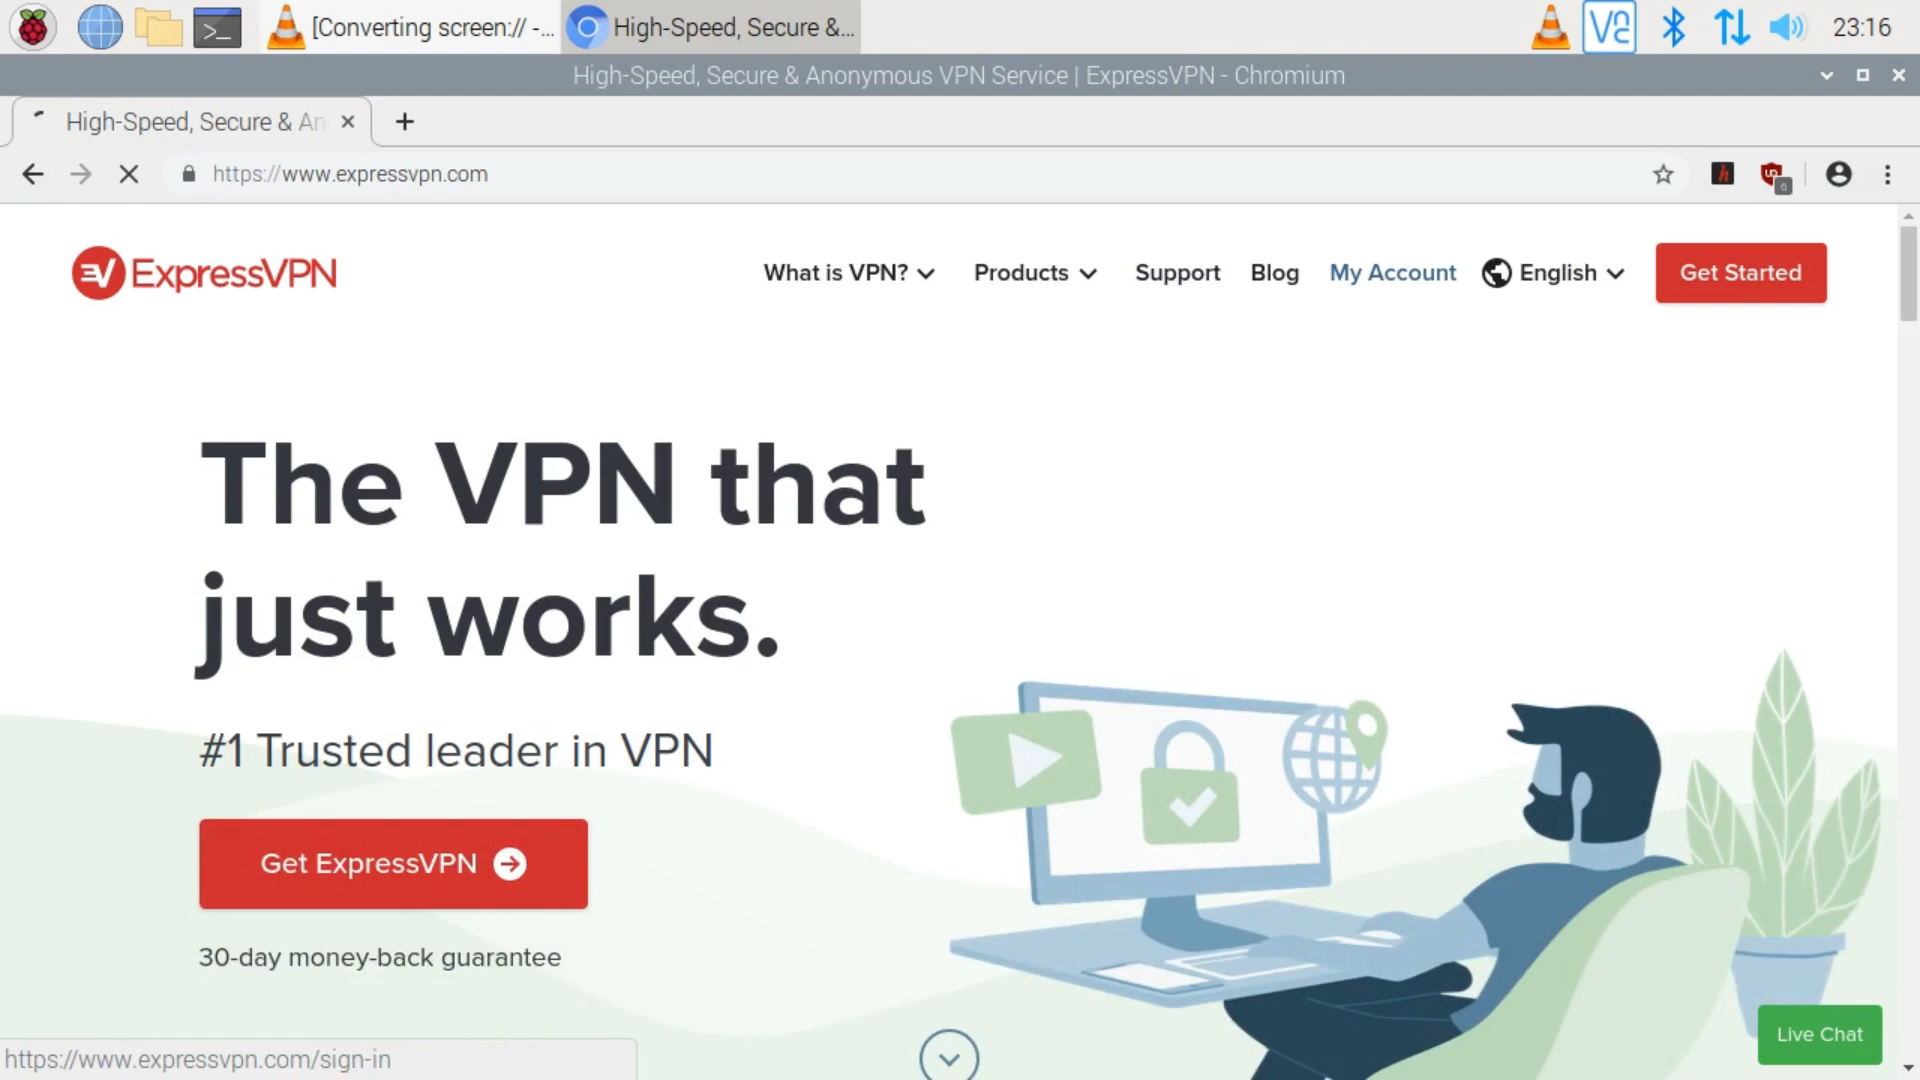 [Converting screen:// -...
High-Speed, Secure &...
23:16
High-Speed, Secure & Anonymous VPN Service | ExpressVPN - Chromium
High-Speed, Secure & An
https://www.expressvpn.com
6
ExpressVPN
What is VPN?
Products
Support
Blog
My Account
English
Get Started
The VPN that
just works.
#1 Trusted leader in VPN
Get ExpressVPN
30-day money-back guarantee
Live Chat
https://www.expressvpn.com/sign-in